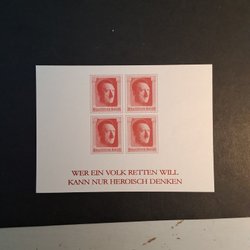 WER EIN VOLK RETTEN WILL
KANN NUR HEROISCH DENKEN